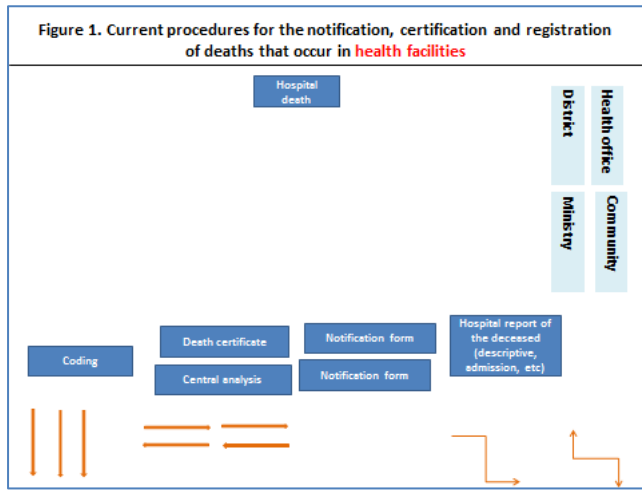 Figure 1. Current procedures for the notification, certification and registration
of deaths that occur in health facilities
Hospital
death
District
Health office
Ministry
Community
Coding
Death certificate
Central analysis
Notification form
Notification form
Hospital report of
the deceased
(descriptive,
admission, etc)